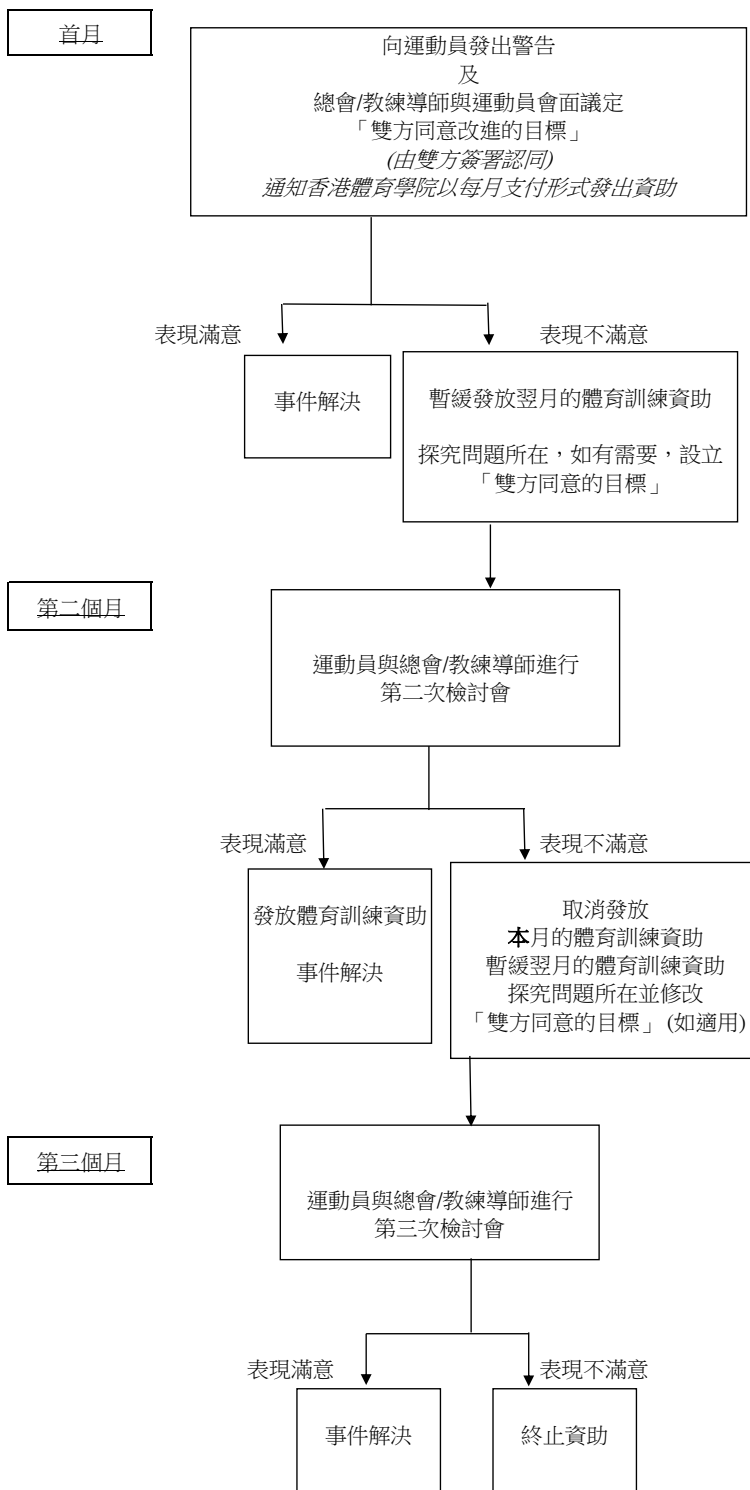 首月
向運動員發出警告
及
總會/教練導師與運動員會面議定
「雙方同意改進的目標」
(由雙方簽署認同)
通知香港體育學院以每月支付形式發出資助
表現滿意
表現不滿意
事件解決
暫緩發放翌月的體育訓練資助
探究問題所在，如有需要，設立
「雙方同意的目標」
第二個月
運動員與總會/教練導師進行
第二次檢討會
表現滿意
表現不滿意
發放體育訓練資助
事件解決
取消發放
本月的體育訓練資助
暫緩翌月的體育訓練資助
探究問題所在並修改
「雙方同意的目標」 (如適用)
第三個月
運動員與總會/教練導師進行
第三次檢討會
表現滿意
表現不滿意
事件解決
終止資助